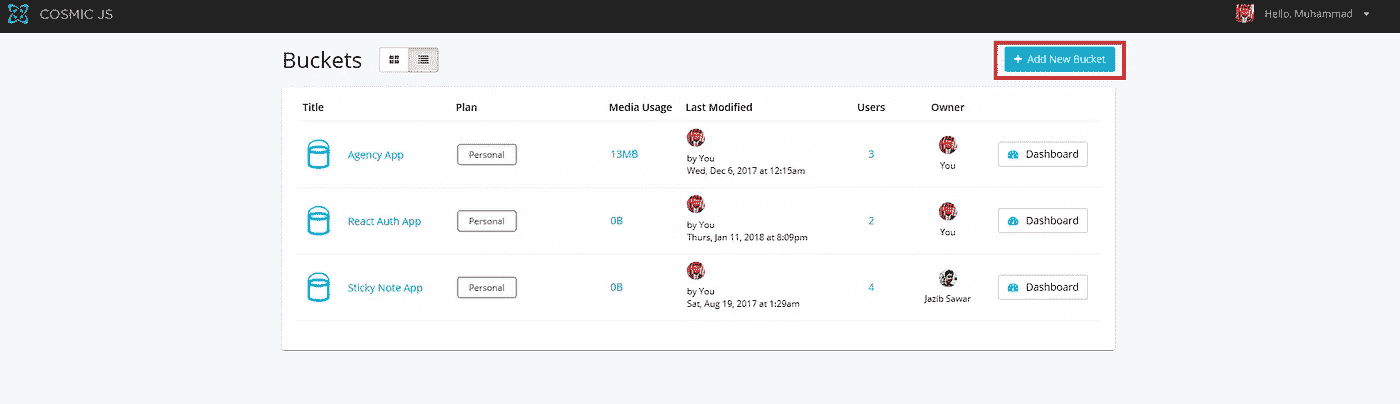 COSMIC JS
Hello, Muhammad
Buckets
+ Add New Bucket
Title Plan Media Usage Last Modified Users Owner
Agency App Personal 13MB by You Wed, Dec 6, 2017 at 12:15am 3 You Dashboard
React Auth App Personal 0B by You Thurs, Jan 11, 2018 at 8:09pm 2 You Dashboard
Sticky Note App Personal 0B by You Sat, Aug 19, 2017 at 1:29am 4 Jazib Sawar Dashboard